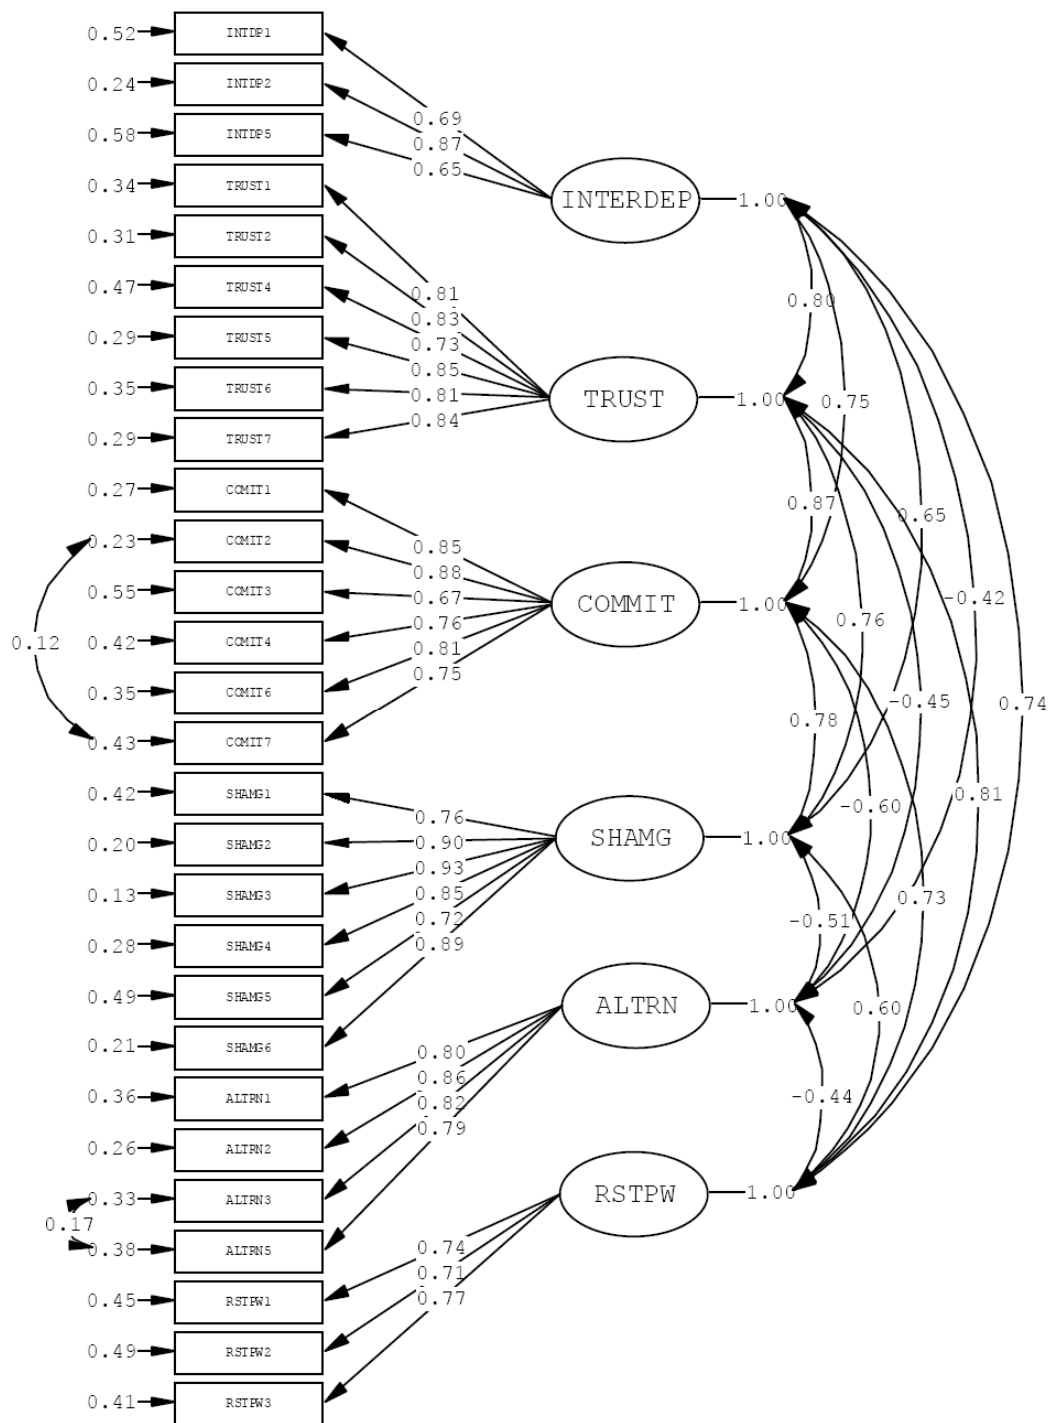 0.52 INTDP1
0.24 INTDP2
0.69
0.58 INTDP5
0.87
0.65
0.34 TRUST1
INTERDEP 1.00
0.31 TRUST2
0.47 TRUST4
0.81
0.80
0.83
0.29 TRUST5
0.73
0.85
0.35 TRUST6
0.81
TRUST 1.00
0.75
0.84
0.29 TRUST7
0.27 COMIT1
0.87
0.65
0.23 COMIT2
0.85
0.88
0.55 COMIT3
0.67
COMMIT 1.00
-0.42
0.76
0.76
0.12
0.42 COMIT4
0.81
0.75
0.35 COMIT6
-0.45
0.74
0.78
0.43 COMIT7
0.42 SHAMG1
0.81
-0.60
0.76
0.20 SHAMG2
0.90
SHAMG 1.00
0.93
0.13 SHAMG3
0.85
0.73
0.72
-0.51
0.28 SHAMG4
0.89
0.49 SHAMG5
ALTRN 1.00
0.60
0.21 SHAMG6
0.80
0.86
0.36 ALTRN1
-0.44
0.82
0.79
0.26 ALTRN2
0.33 ALTRN3
RSTPW 1.00
0.17
0.38 ALTRN5
0.74
0.71
0.45 RSTPW1
0.77
0.49 RSTPW2
0.41 RSTPW3